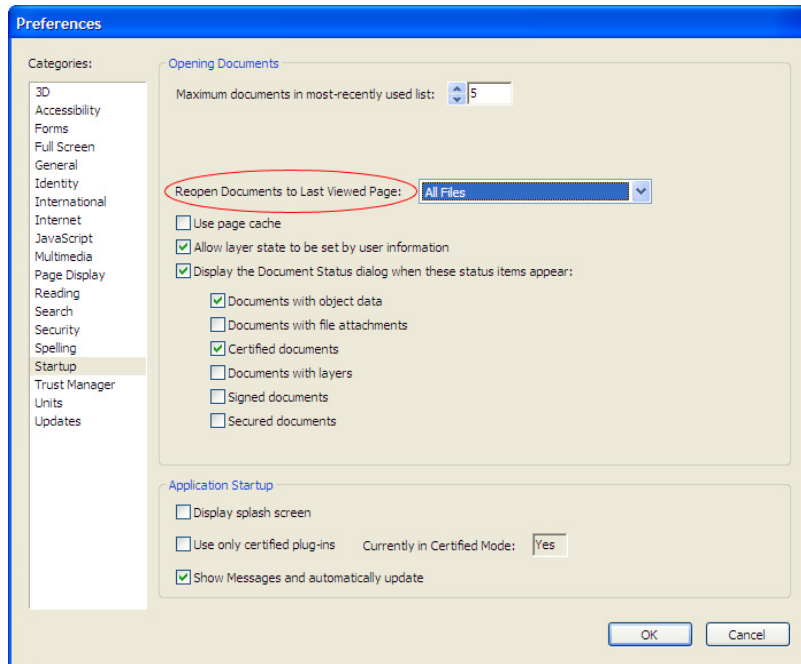 Preferences
Categories:
3D
Accessibility
Forms
Full Screen
General
Identity
International
Internet
JavaScript
Multimedia
Page Display
Reading
Search
Security
Spelling
Startup
Trust Manager
Units
Updates
Opening Documents
Maximum documents in most-recently used list: 5
Reopen Documents to Last Viewed Page: All Files
Use page cache
Allow layer state to be set by user information
Display the Document Status dialog when these status items appear:
Documents with object data
Documents with file attachments
Certified documents
Documents with layers
Signed documents
Secured documents
Application Startup
Display splash screen
Use only certified plug-ins Currently in Certified Mode: Yes
Show Messages and automatically update
OK Cancel